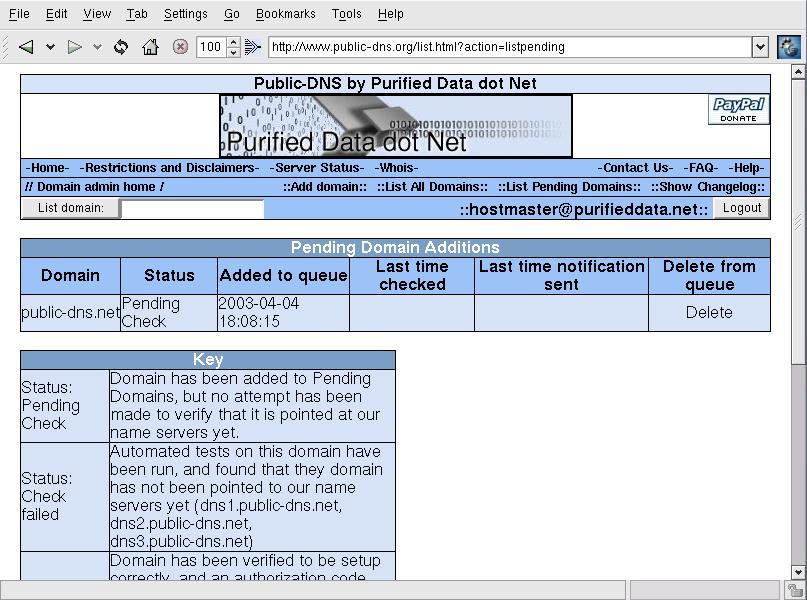 File Edit View Tab Settings Go Bookmarks Tools Help
100 http://www.public-dns.org/list.html?action=listpending
Public-DNS by Purified Data dot Net
Purified Data dot Net
PayPal
DONATE
-Home- -Restrictions and Disclaimers- -Server Status- -Whois- -Contact Us- -FAQ- -Help-
// Domain admin home / ::Add domain:: ::List All Domains:: ::List Pending Domains:: ::Show Changelog::
List domain: ::hostmaster@purifieddata.net:: Logout
Pending Domain Additions
Domain Status Added to queue Last time checked Last time notification sent Delete from queue
public-dns.net Pending Check 2003-04-04 18:08:15 Delete
Key
Status: Pending Check
Domain has been added to Pending
Domains, but no attempt has been
made to verify that it is pointed at our
name servers yet.
Status: Check failed
Automated tests on this domain have
been run, and found that they domain
has not been pointed to our name
servers yet (dns1.public-dns.net,
dns2.public-dns.net,
dns3.public-dns.net)
Domain has been verified to be setup
correctly, and an authorization code